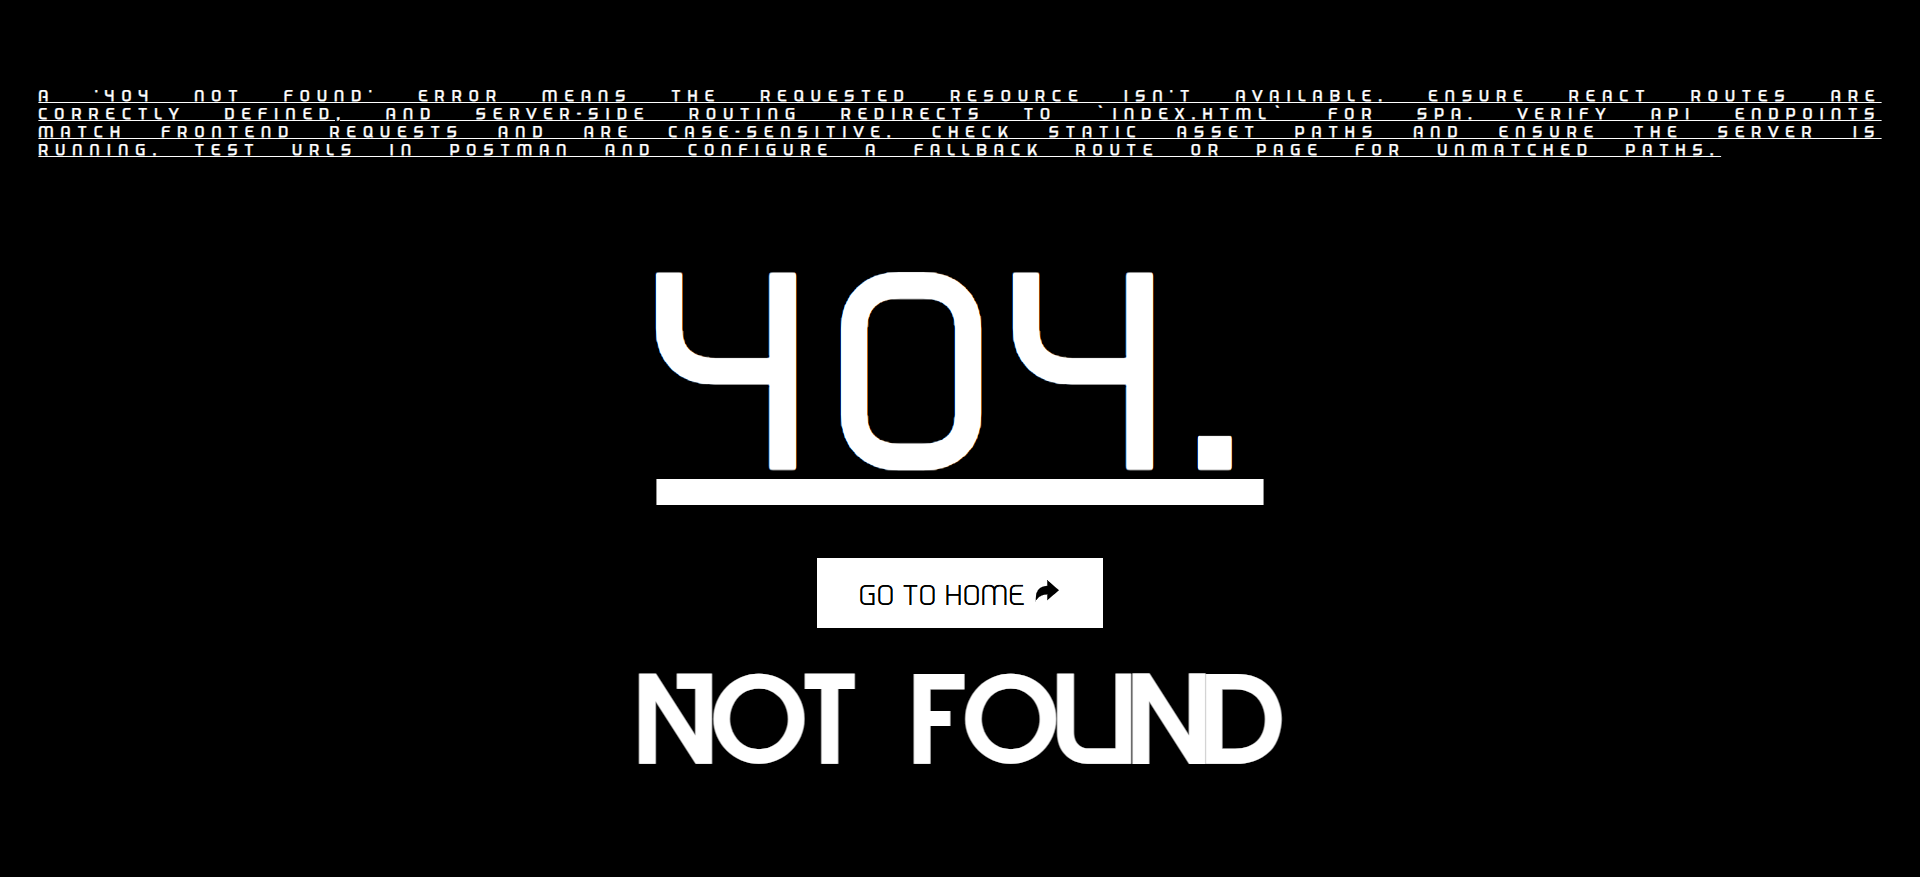 A '404 NOT FOUND' ERROR MEANS THE REQUESTED RESOURCE ISN'T AVAILABLE. ENSURE REACT ROUTES ARE
CORRECTLY DEFINED, AND SERVER-SIDE ROUTING REDIRECTS TO `INDEX.HTML` FOR SPA. VERIFY API ENDPOINTS
MATCH FRONTEND REQUESTS AND ARE CASE-SENSITIVE. CHECK STATIC ASSET PATHS AND ENSURE THE SERVER IS
RUNNING. TEST URLS IN POSTMAN AND CONFIGURE A FALLBACK ROUTE OR PAGE FOR UNMATCHED PATHS.
404.
GO TO HOME
NOT FOUND